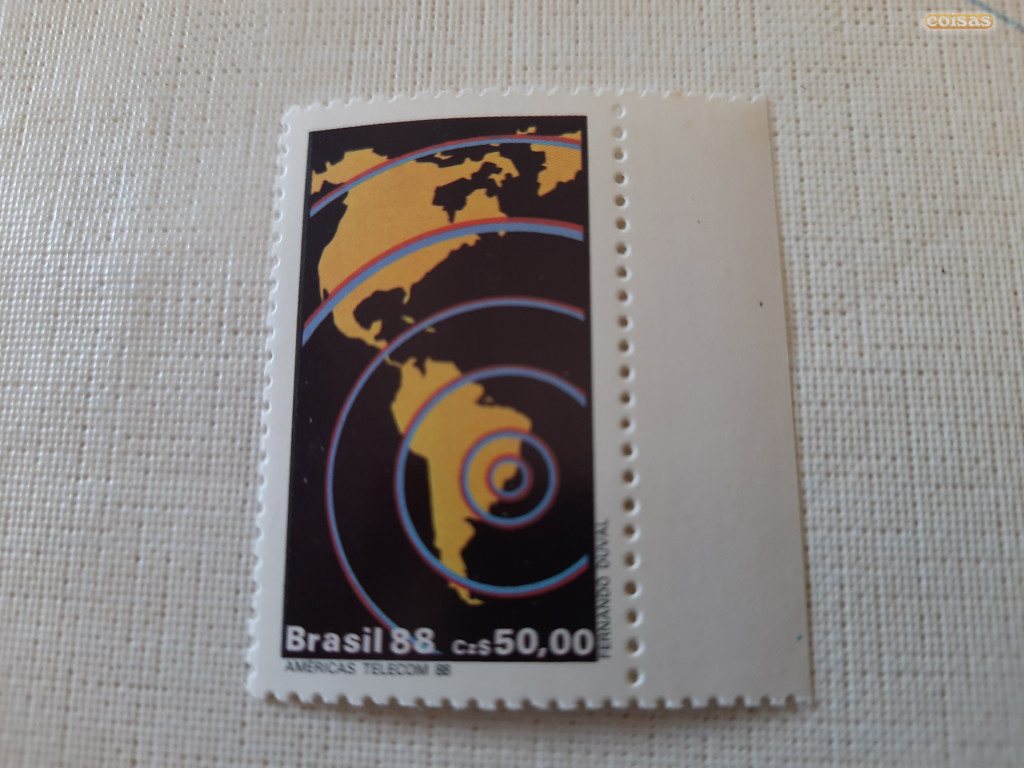 coisas
Brasil 88 Cz$ 50,00
FERNANDO DUVAL
AMÉRICAS TELECOM 88